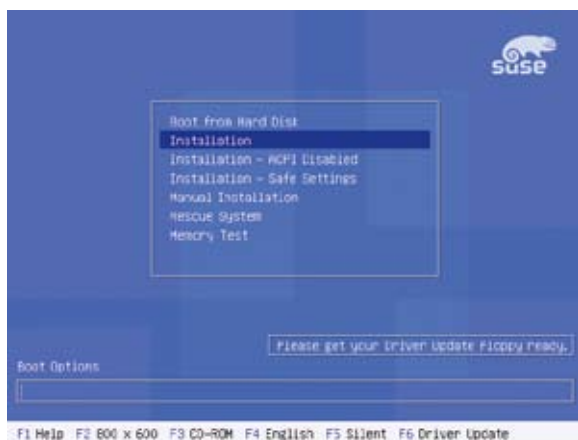 suse
Boot from Hard Disk
Installation
Installation - ACPI Disabled
Installation - Safe Settings
Manual Installation
Rescue System
Memory Test
Please get your Driver Update Floppy ready.
Boot Options
F1 Help F2 800 x 600 F3 CD-ROM F4 English F5 Silent F6 Driver Update